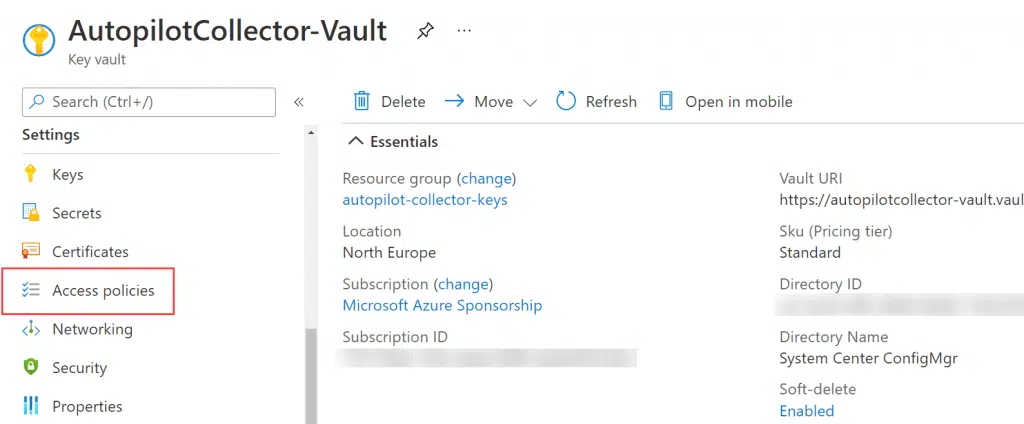 AutopilotCollector-Vault
Key vault
Search (Ctrl+/)
«
Delete
Move
Refresh
Open in mobile
Settings
Keys
Secrets
Certificates
Access policies
Networking
Security
Properties
Essentials
Resource group (change)
autopilot-collector-keys
Location
North Europe
Subscription (change)
Microsoft Azure Sponsorship
Subscription ID
Vault URI
https://autopilotcollector-vault.vaul
Sku (Pricing tier)
Standard
Directory ID
Directory Name
System Center ConfigMgr
Soft-delete
Enabled